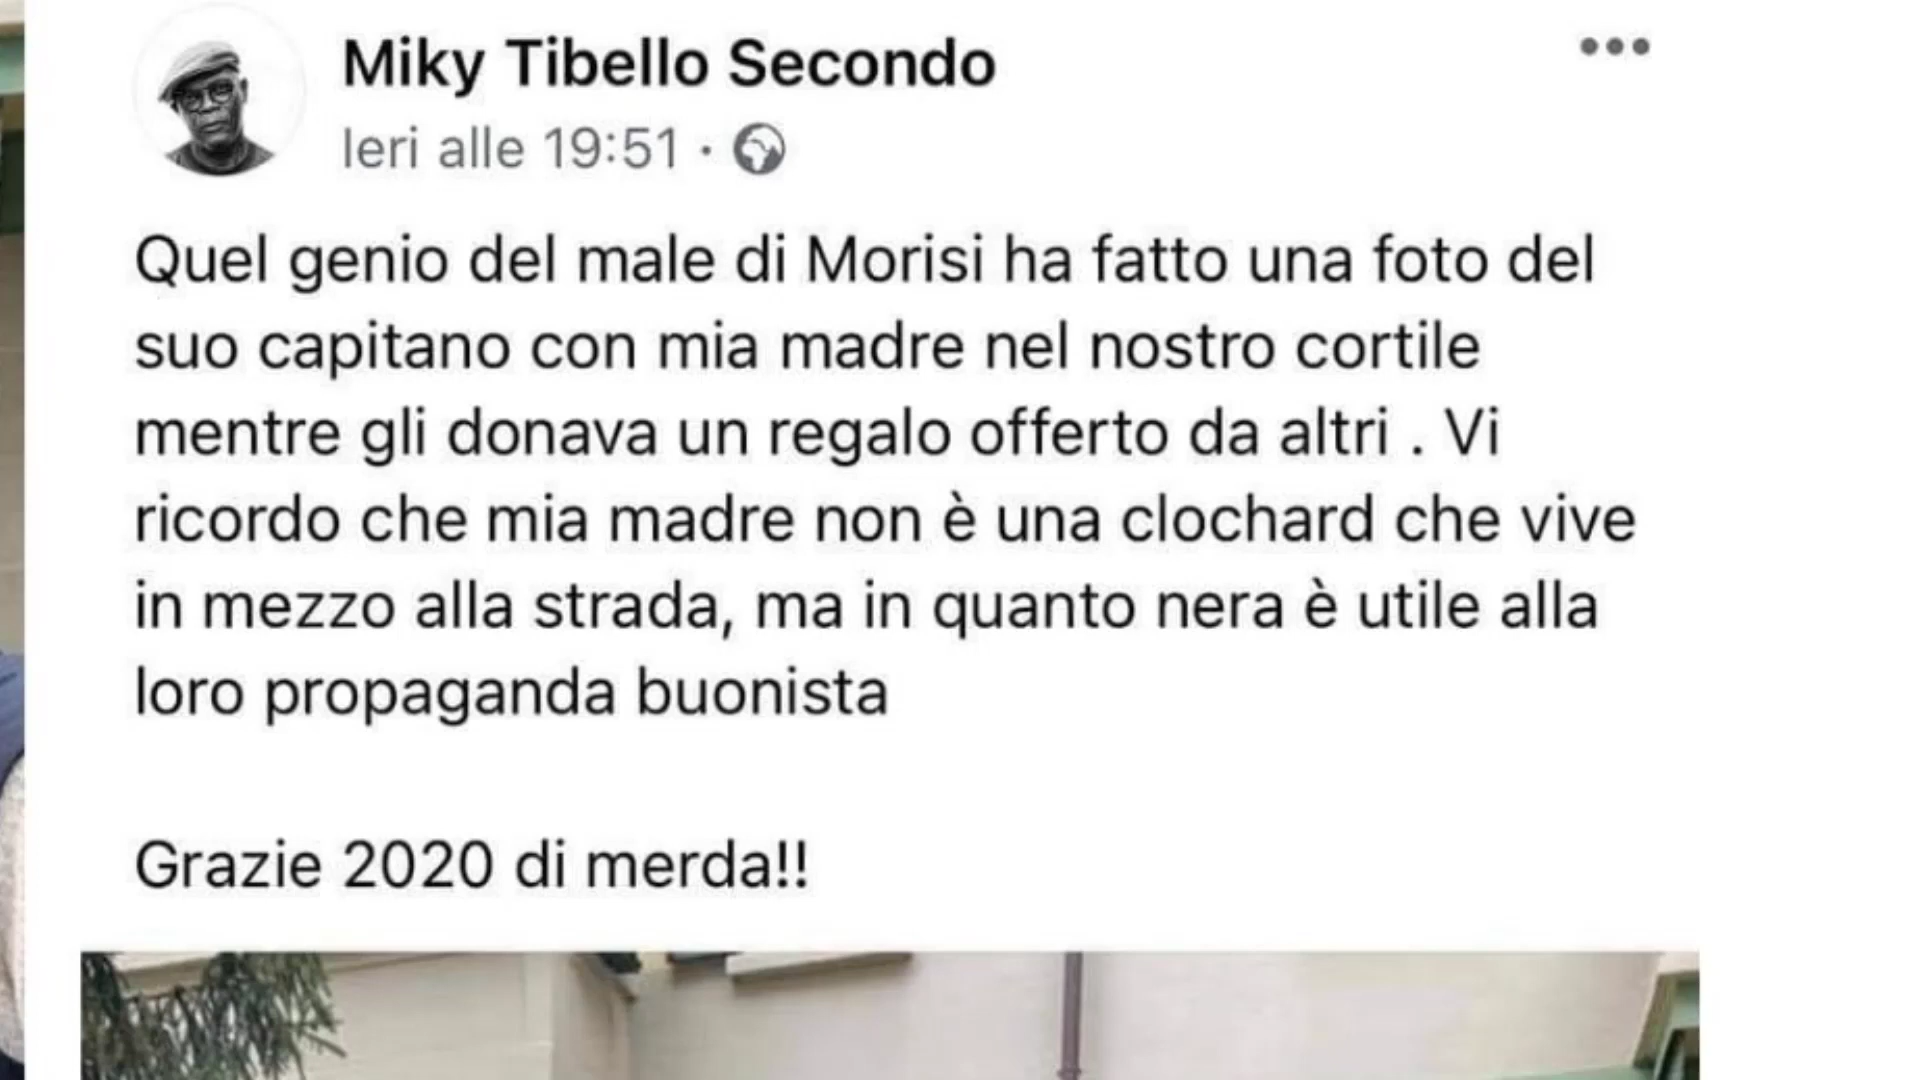 Miky Tibello Secondo
Ieri alle 19:51 ·
Quel genio del male di Morisi ha fatto una foto del
suo capitano con mia madre nel nostro cortile
mentre gli donava un regalo offerto da altri . Vi
ricordo che mia madre non è una clochard che vive
in mezzo alla strada, ma in quanto nera è utile alla
loro propaganda buonista
Grazie 2020 di merda!!